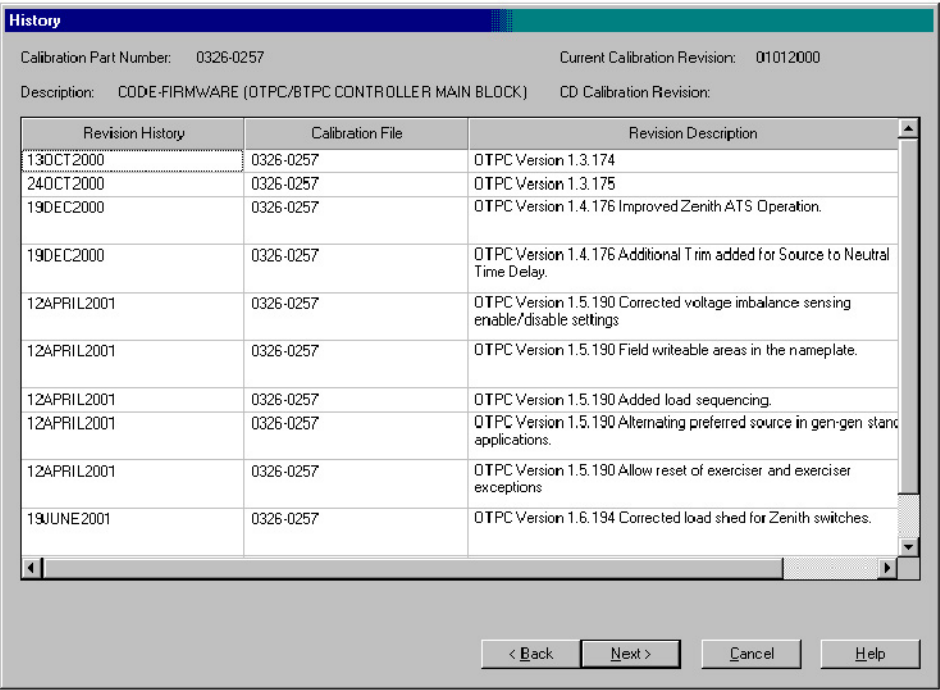 History
Calibration Part Number: 0326-0257 Current Calibration Revision: 01012000
Description: CODE-FIRMWARE (OTPC/BTPC CONTROLLER MAIN BLOCK) CD Calibration Revision:
Revision History Calibration File Revision Description
13OCT2000 0326-0257 OTPC Version 1.3.174
24OCT2000 0326-0257 OTPC Version 1.3.175
19DEC2000 0326-0257 OTPC Version 1.4.176 Improved Zenith ATS Operation.
19DEC2000 0326-0257 OTPC Version 1.4.176 Additional Trim added for Source to Neutral
Time Delay.
12APRIL2001 0326-0257 OTPC Version 1.5.190 Corrected voltage imbalance sensing
enable/disable settings
12APRIL2001 0326-0257 OTPC Version 1.5.190 Field writeable areas in the nameplate.
12APRIL2001 0326-0257 OTPC Version 1.5.190 Added load sequencing.
12APRIL2001 0326-0257 OTPC Version 1.5.190 Alternating preferred source in gen-gen stand
applications.
12APRIL2001 0326-0257 OTPC Version 1.5.190 Allow reset of exerciser and exerciser
exceptions
19JUNE2001 0326-0257 OTPC Version 1.6.194 Corrected load shed for Zenith switches.
< Back Next > Cancel Help